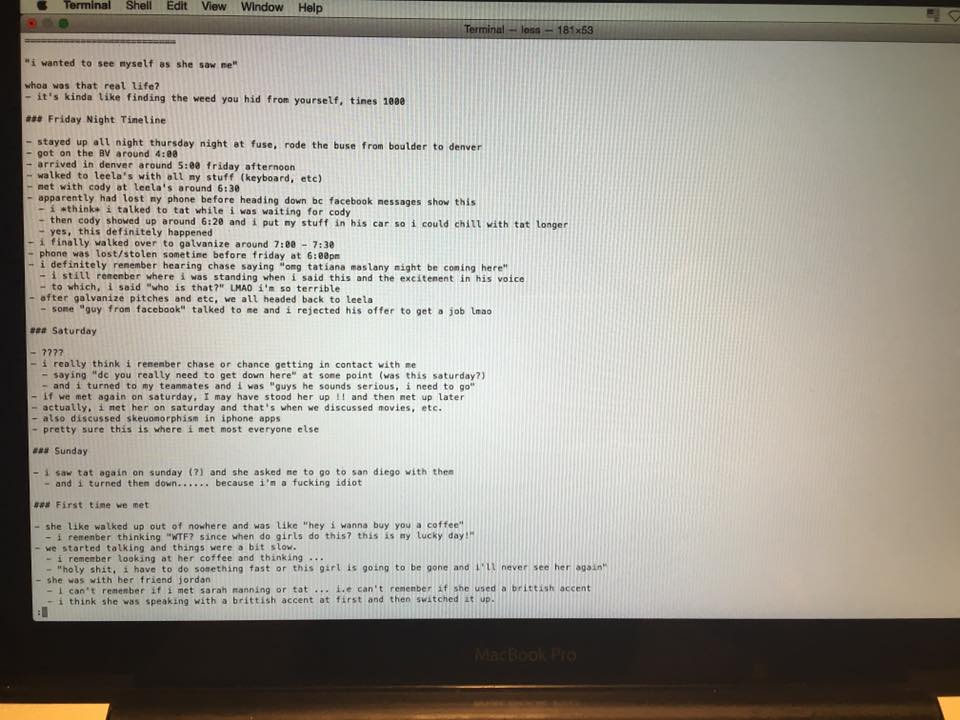 Terminal Shell Edit View Window Help
Terminal — less — 181×53
"i wanted to see myself as she saw me"
whoa was that real life?
- it's kinda like finding the weed you hid from yourself, times 1000
### Friday Night Timeline
- stayed up all night thursday night at fuse, rode the buse from boulder to denver
- got on the BV around 4:00
- arrived in denver around 5:00 friday afternoon
- walked to leela's with all my stuff (keyboard, etc)
- met with cody at leela's around 6:30
- apparently had lost my phone before heading down bc facebook messages show this
- i *think* i talked to tat while i was waiting for cody
- then cody showed up around 6:20 and i put my stuff in his car so i could chill with tat longer
- yes, this definitely happened
- i finally walked over to galvanize around 7:00 - 7:30
- phone was lost/stolen sometime before friday at 6:00pm
- i definitely remember hearing chase saying "omg tatiana maslany might be coming here"
- i still remember where i was standing when i said this and the excitement in his voice
- to which, i said "who is that?" LMAO i'm so terrible
- after galvanize pitches and etc, we all headed back to leela
- some "guy from facebook" talked to me and i rejected his offer to get a job lmao
### Saturday
- ????
- i really think i remember chase or chance getting in contact with me
- saying "dc you really need to get down here" at some point (was this saturday?)
- and i turned to my teammates and i was "guys he sounds serious, i need to go"
- if we met again on saturday, I may have stood her up !! and then met up later
- actually, i met her on saturday and that's when we discussed movies, etc.
- also discussed skeuomorphism in iphone apps
- pretty sure this is where i met most everyone else
### Sunday
- i saw tat again on sunday (?) and she asked me to go to san diego with them
- and i turned them down...... because i'm a fucking idiot
### First time we met
- she like walked up out of nowhere and was like "hey i wanna buy you a coffee"
- i remember thinking "WTF? since when do girls do this? this is my lucky day!"
- we started talking and things were a bit slow.
- i remember looking at her coffee and thinking ...
- "holy shit, i have to do something fast or this girl is going to be gone and i'll never see her again"
- she was with her friend jordan
- i can't remember if i met sarah manning or tat ... i.e can't remember if she used a brittish accent
- i think she was speaking with a brittish accent at first and then switched it up.
:
MacBook Pro